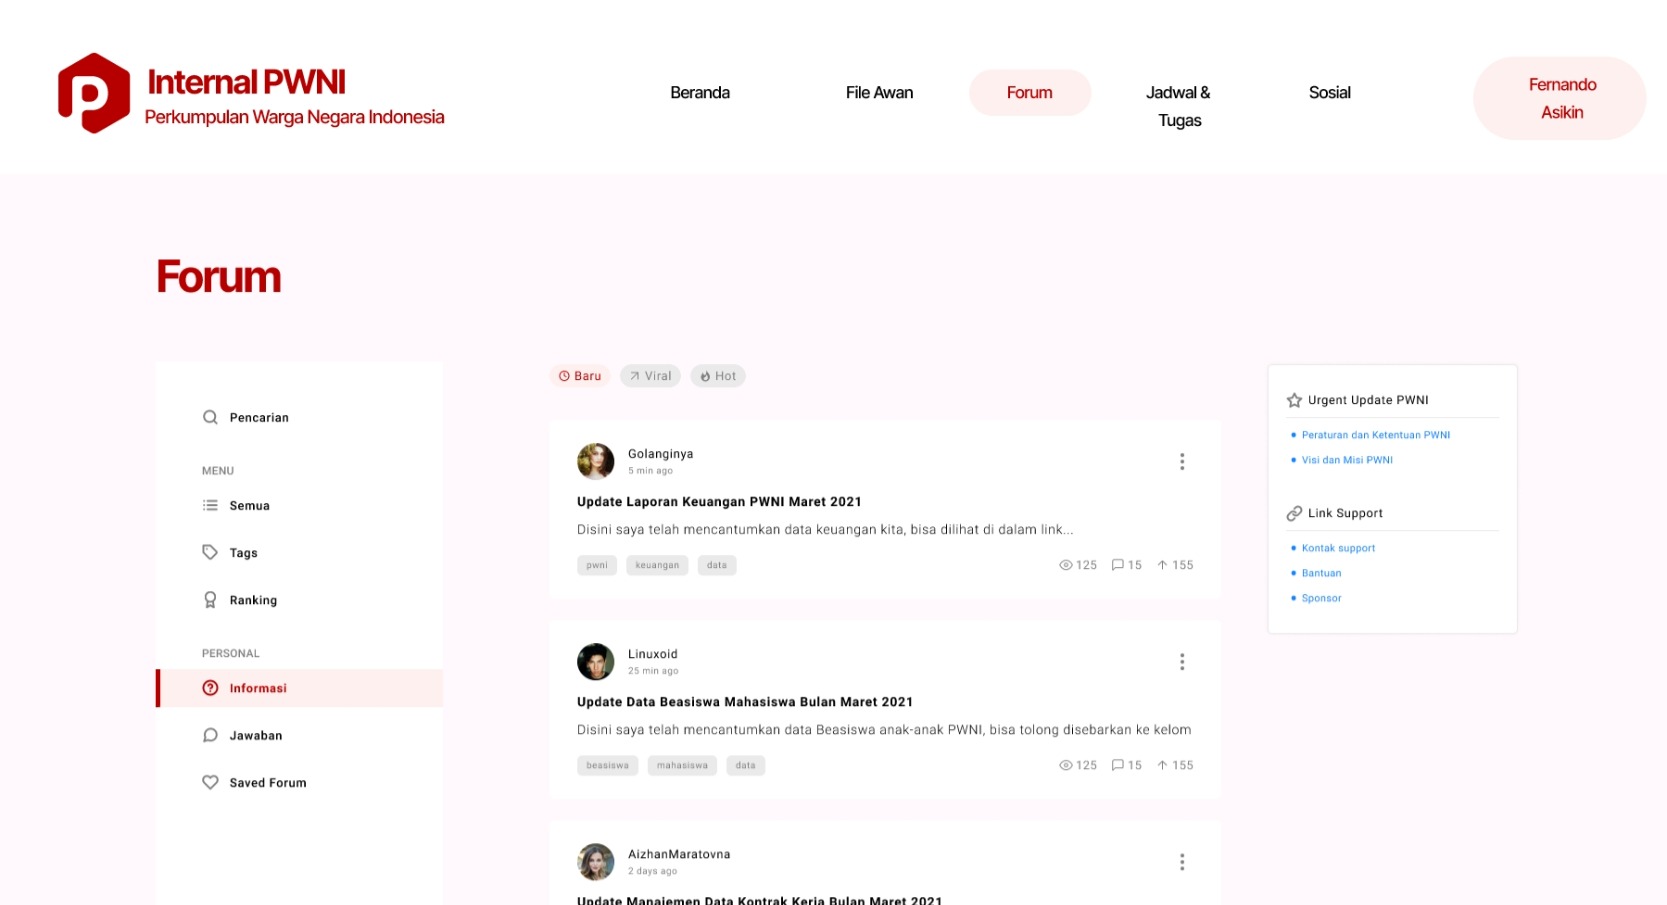 Internal PWNI
Perkumpulan Warga Negara Indonesia
Beranda
File Awan
Forum
Jadwal &
Tugas
Sosial
Fernando
Asikin
Forum
Pencarian
MENU
Semua
Tags
Ranking
PERSONAL
Informasi
Jawaban
Saved Forum
Baru
Viral
Hot
Golanginya
5 min ago
Update Laporan Keuangan PWNI Maret 2021
Disini saya telah mencantumkan data keuangan kita, bisa dilihat di dalam link...
pwni
keuangan
data
125
15
155
Linuxoid
25 min ago
Update Data Beasiswa Mahasiswa Bulan Maret 2021
Disini saya telah mencantumkan data Beasiswa anak-anak PWNI, bisa tolong disebarkan ke kelom
beasiswa
mahasiswa
data
125
15
155
AizhanMaratovna
2 days ago
Update Manajemen Data Kontrak Kerja Bulan Maret 2021
Urgent Update PWNI
Peraturan dan Ketentuan PWNI
Visi dan Misi PWNI
Link Support
Kontak support
Bantuan
Sponsor